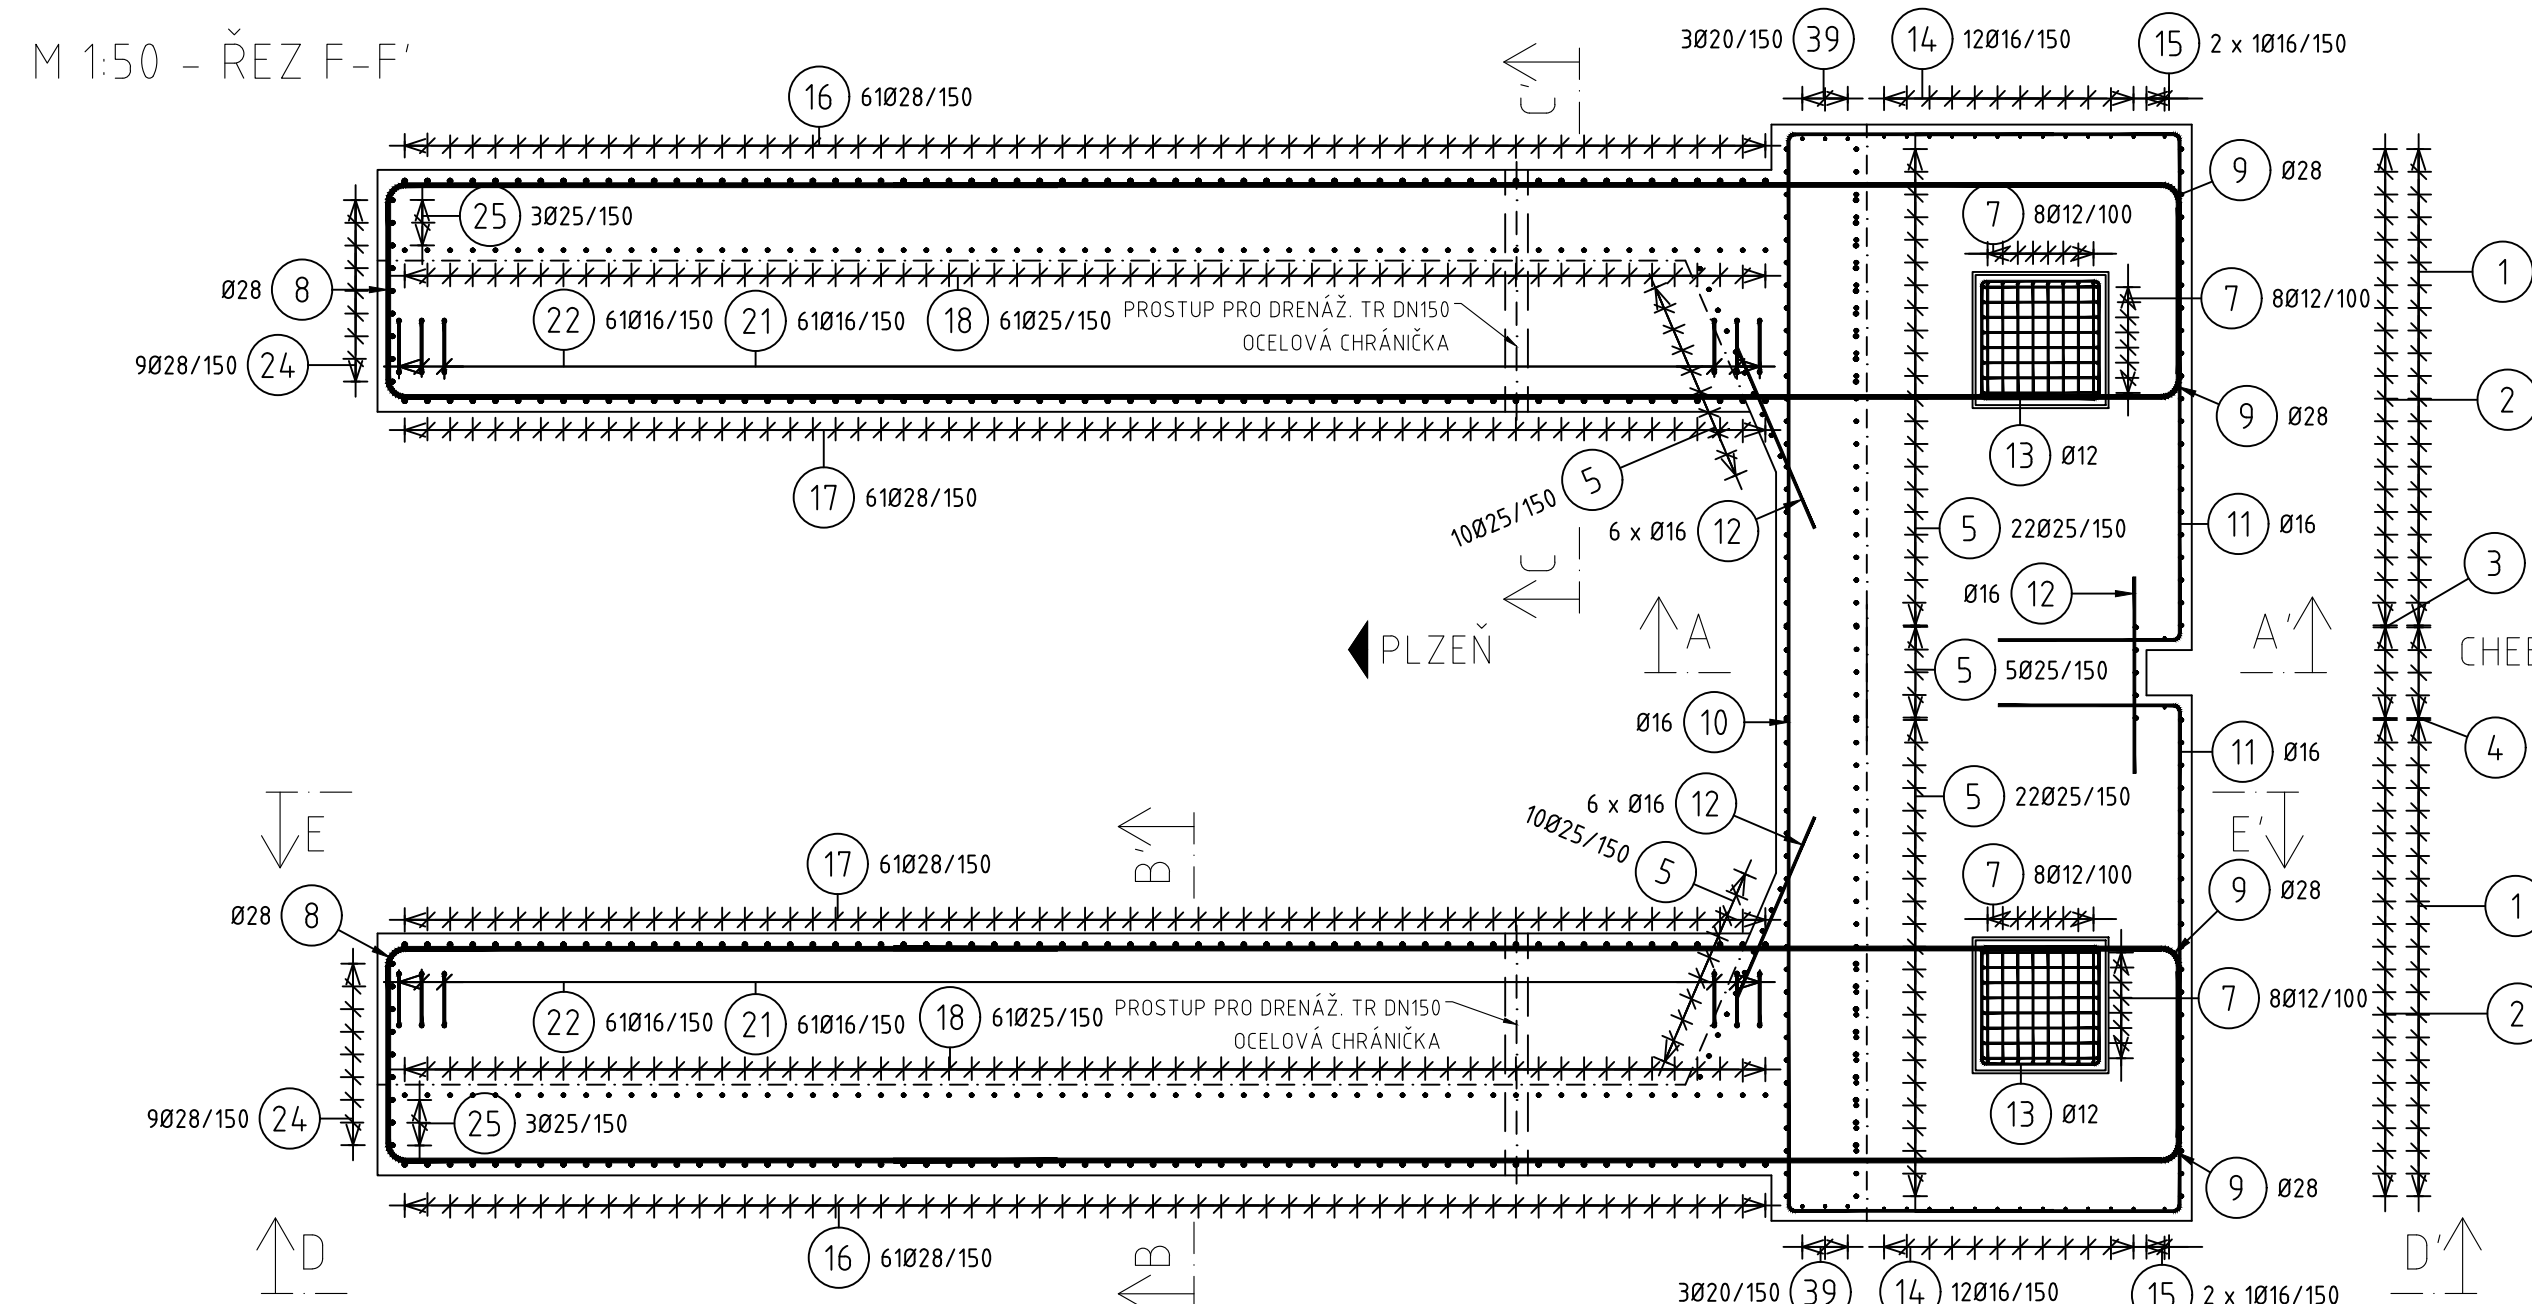 M 1:50 - ŘEZ F-F'
3Ø20/150 39
14 12Ø16/150
15 2 x 1Ø16/150
16 61Ø28/150
C'
9 Ø28
25 3Ø25/150
7 8Ø12/100
Ø28 8
1
7 8Ø12/100
22 61Ø16/150
21 61Ø16/150
18 61Ø25/150
PROSTUP PRO DRENÁŽ. TR DN150
OCELOVÁ CHRÁNIČKA
9Ø28/150 24
2
9 Ø28
13 Ø12
17 61Ø28/150
10Ø25/150 5
6 x Ø16 12
5 22Ø25/150
11 Ø16
C
3
Ø16 12
PLZEŇ
A
A'
CHEB
5 5Ø25/150
Ø16 10
11 Ø16
4
6 x Ø16 12
5 22Ø25/150
10Ø25/150 5
E
E'
B'
17 61Ø28/150
7 8Ø12/100
9 Ø28
Ø28 8
1
7 8Ø12/100
2
22 61Ø16/150
21 61Ø16/150
18 61Ø25/150
PROSTUP PRO DRENÁŽ. TR DN150
OCELOVÁ CHRÁNIČKA
9Ø28/150 24
25 3Ø25/150
13 Ø12
9 Ø28
16 61Ø28/150
D
B
D'
3Ø20/150 39
14 12Ø16/150
15 2 x 1Ø16/150